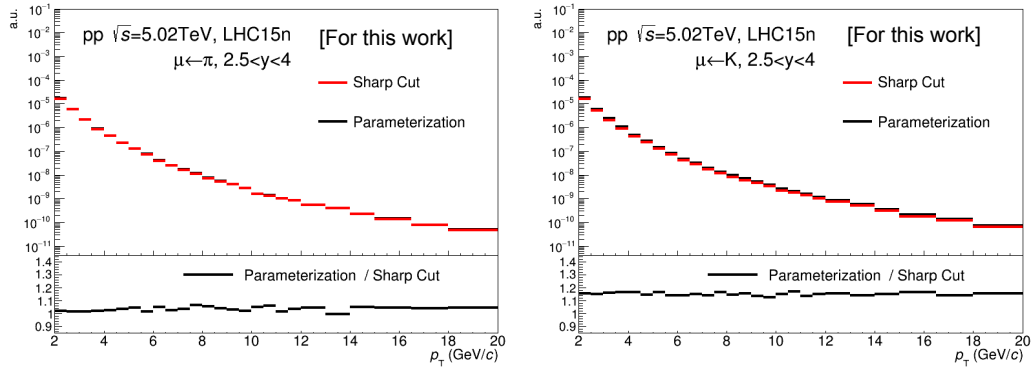 a.u.
pp √s=5.02TeV, LHC15n [For this work]
μ←π, 2.5<y<4
Sharp Cut
Parameterization
10⁻¹
10⁻²
10⁻³
10⁻⁴
10⁻⁵
10⁻⁶
10⁻⁷
10⁻⁸
10⁻⁹
10⁻¹⁰
10⁻¹¹
Parameterization / Sharp Cut
1.4
1.3
1.2
1.1
1
0.9
2 4 6 8 10 12 14 16 18 20
p_T (GeV/c)
a.u.
pp √s=5.02TeV, LHC15n [For this work]
μ←K, 2.5<y<4
Sharp Cut
Parameterization
10⁻¹
10⁻²
10⁻³
10⁻⁴
10⁻⁵
10⁻⁶
10⁻⁷
10⁻⁸
10⁻⁹
10⁻¹⁰
10⁻¹¹
Parameterization / Sharp Cut
1.4
1.3
1.2
1.1
1
0.9
2 4 6 8 10 12 14 16 18 20
p_T (GeV/c)